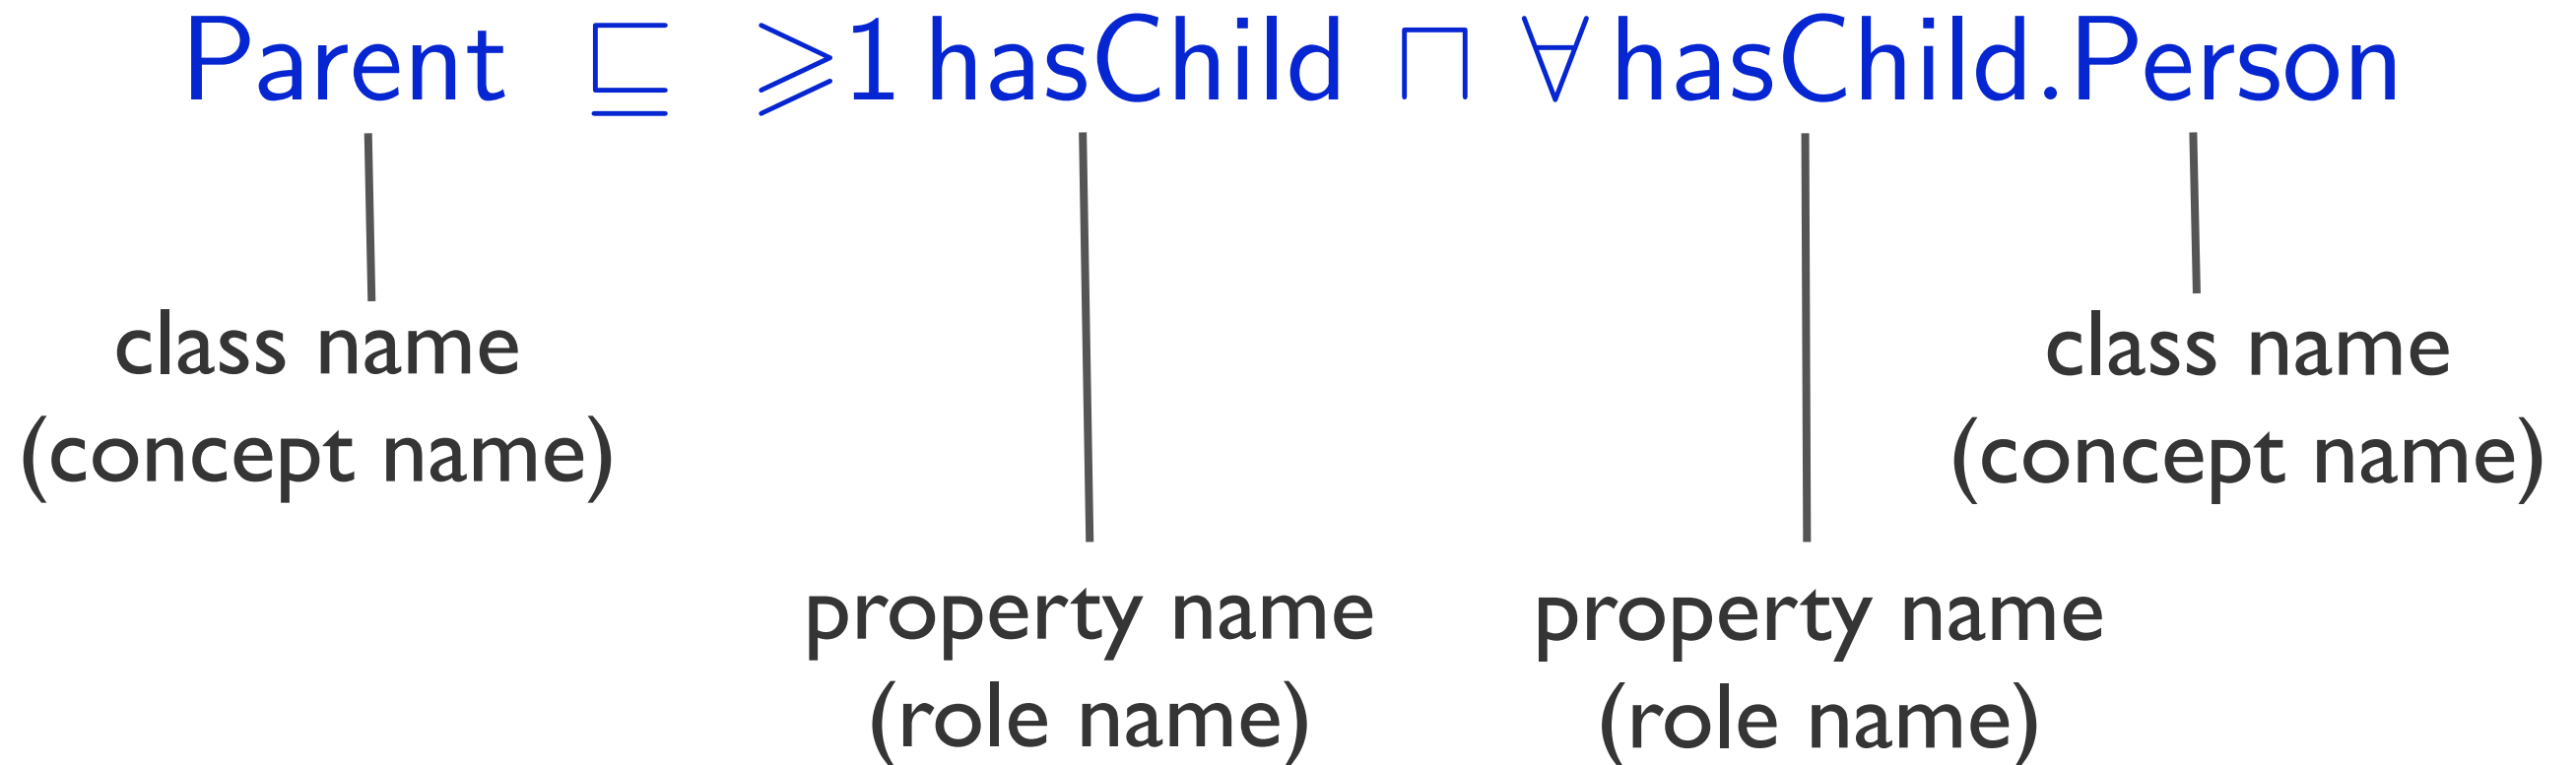 Parent ⊑ ⩾1 hasChild ⊓ ∀ hasChild.Person
class name
(concept name)
property name
(role name)
property name
(role name)
class name
(concept name)